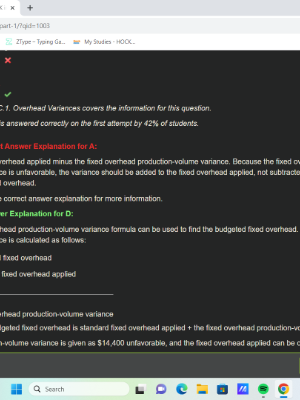 part-1/?qid=1003
ZType – Typing Ga...
My Studies - HOCK...
C.1. Overhead Variances covers the information for this question.
is answered correctly on the first attempt by 42% of students.
t Answer Explanation for A:
verhead applied minus the fixed overhead production-volume variance. Because the fixed ov
ce is unfavorable, the variance should be added to the fixed overhead applied, not subtracte
d overhead.
e correct answer explanation for more information.
er Explanation for D:
head production-volume variance formula can be used to find the budgeted fixed overhead.
ce is calculated as follows:
d fixed overhead
fixed overhead applied
rhead production-volume variance
dgeted fixed overhead is standard fixed overhead applied + the fixed overhead production-vo
n-volume variance is given as $14,400 unfavorable, and the fixed overhead applied can be c
Search